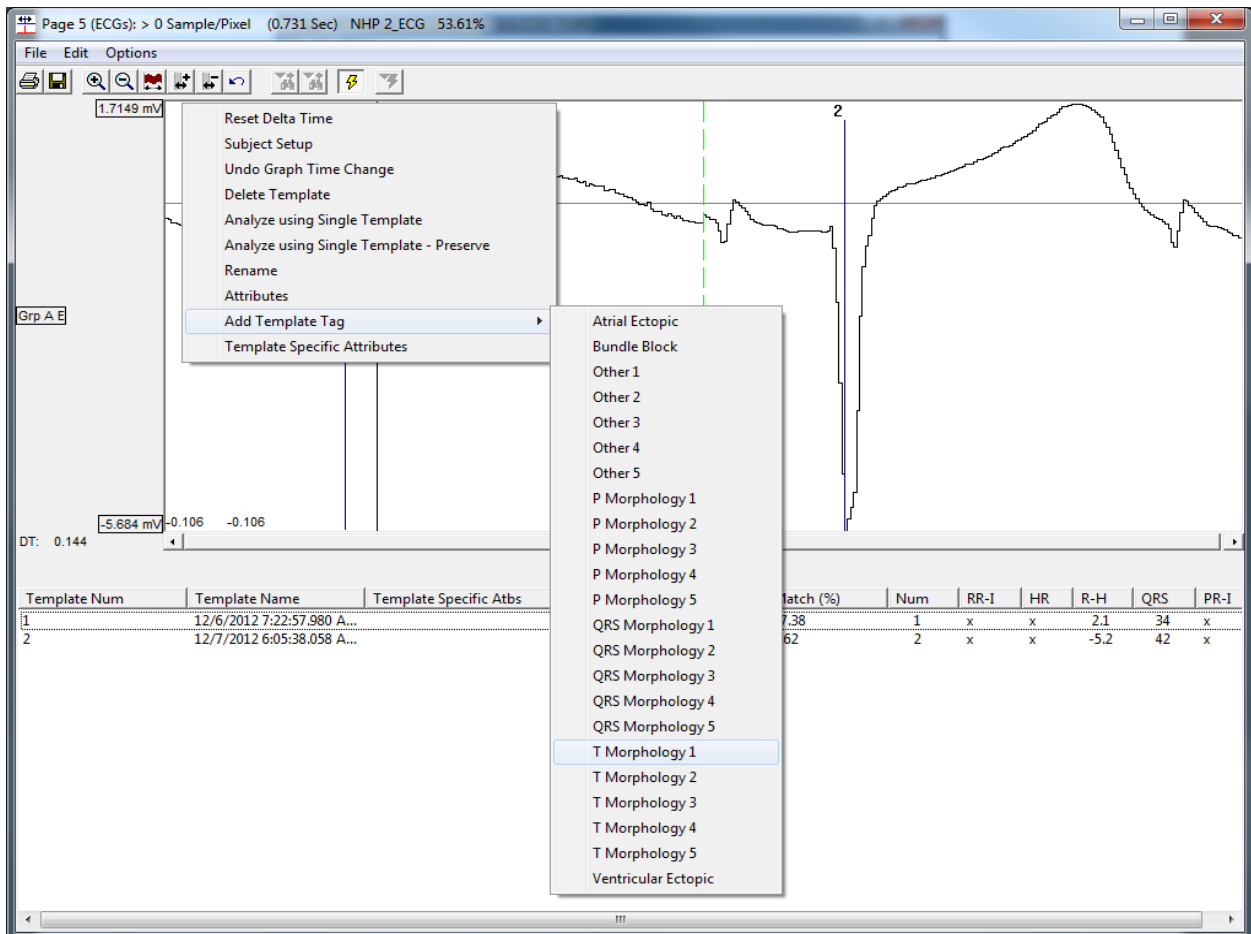 Page 5 (ECGs): > 0 Sample/Pixel (0.731 Sec) NHP 2_ECG 53.61%
File Edit Options
1.7149 mV
2
Reset Delta Time
Subject Setup
Undo Graph Time Change
Delete Template
Analyze using Single Template
Analyze using Single Template - Preserve
Rename
Attributes
Add Template Tag
Template Specific Attributes
Grp A E
Atrial Ectopic
Bundle Block
Other 1
Other 2
Other 3
Other 4
Other 5
P Morphology 1
P Morphology 2
P Morphology 3
P Morphology 4
P Morphology 5
QRS Morphology 1
QRS Morphology 2
QRS Morphology 3
QRS Morphology 4
QRS Morphology 5
T Morphology 1
T Morphology 2
T Morphology 3
T Morphology 4
T Morphology 5
Ventricular Ectopic
-5.684 mV -0.106 -0.106
DT: 0.144
Template Num Template Name Template Specific Atbs Match (%) Num RR-I HR R-H QRS PR-I
1 12/6/2012 7:22:57.980 A... 7.38 1 x x 2.1 34 x
2 12/7/2012 6:05:38.058 A... 62 2 x x -5.2 42 x